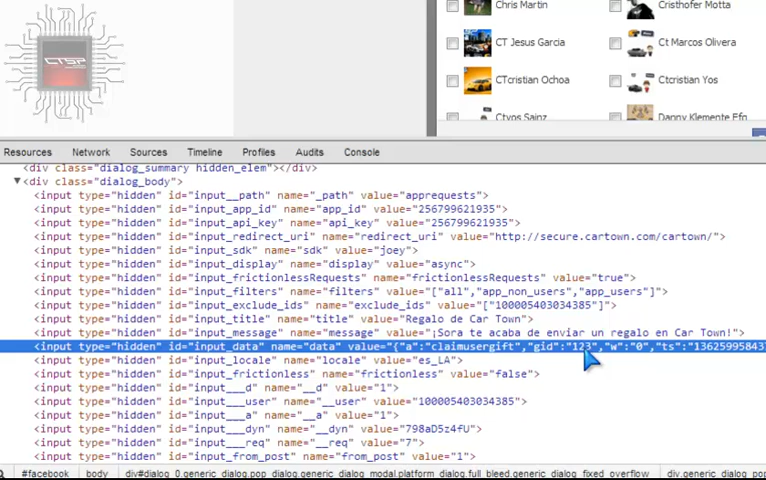 Chris Martin
Cristhofer Motta
CT Jesus Garcia
Ct Marcos Olivera
CTcristian Ochoa
Ctcristian Yos
Ctyos Sainz
Danny Klemente Efn
CTSP
Resources Network Sources Timeline Profiles Audits Console
<div class="dialog_summary hidden_elem"></div>
▼<div class="dialog_body">
<input type="hidden" id="input__path" name="_path" value="apprequests">
<input type="hidden" id="input_app_id" name="app_id" value="256799621935">
<input type="hidden" id="input_api_key" name="api_key" value="256799621935">
<input type="hidden" id="input_redirect_uri" name="redirect_uri" value="http://secure.cartown.com/cartown/">
<input type="hidden" id="input_sdk" name="sdk" value="joey">
<input type="hidden" id="input_display" name="display" value="async">
<input type="hidden" id="input_frictionlessRequests" name="frictionlessRequests" value="true">
<input type="hidden" id="input_filters" name="filters" value="["all","app_non_users","app_users"]">
<input type="hidden" id="input_exclude_ids" name="exclude_ids" value="["100005403034385"]">
<input type="hidden" id="input_title" name="title" value="Regalo de Car Town">
<input type="hidden" id="input_message" name="message" value="¡Sora te acaba de enviar un regalo en Car Town!">
<input type="hidden" id="input_data" name="data" value="{"a":"claimusergift","gid":"123","w":"0","ts":"136259958437
<input type="hidden" id="input_locale" name="locale" value="es_LA">
<input type="hidden" id="input_frictionless" name="frictionless" value="false">
<input type="hidden" id="input___d" name="__d" value="1">
<input type="hidden" id="input___user" name="__user" value="100005403034385">
<input type="hidden" id="input___a" name="__a" value="1">
<input type="hidden" id="input___dyn" name="__dyn" value="798aD5z4fU">
<input type="hidden" id="input___req" name="__req" value="7">
<input type="hidden" id="input_from_post" name="from_post" value="1">
#facebook body div#dialog_0.generic_dialog.pop_dialog.generic_dialog_modal.platform_dialog.full_bleed.generic_dialog_fixed_overflow div.generic_dialog_pop